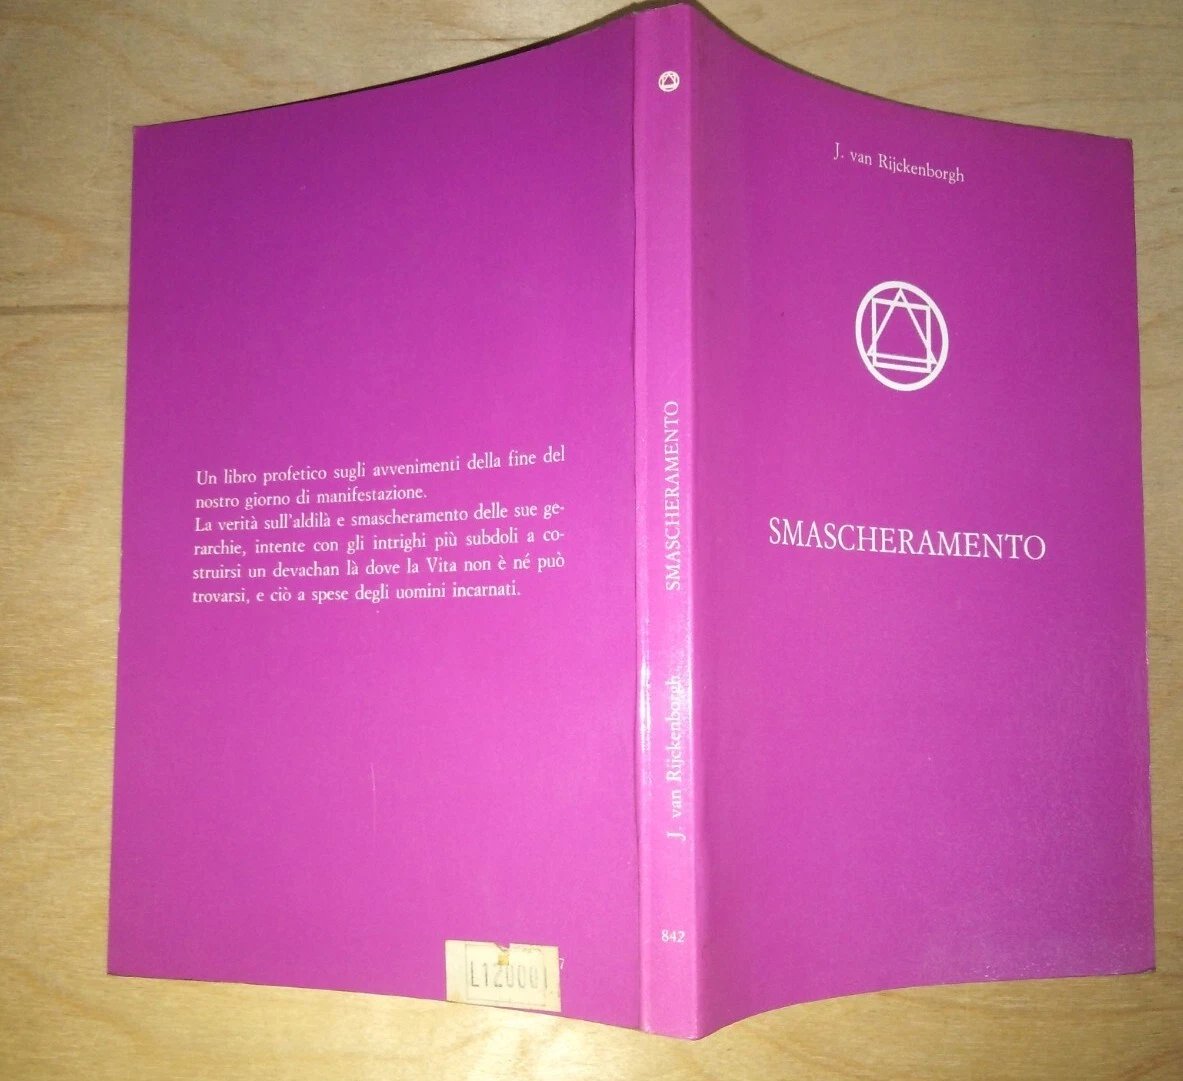 Un libro profetico sugli avvenimenti della fine del
nostro giorno di manifestazione.
La verità sull'aldilà e smascheramento delle sue ge-
rarchie, intente con gli intrighi più subdoli a co-
struirsi un devachan là dove la Vita non è né può
trovarsi, e ciò a spese degli uomini incarnati.
7
J. van Rijckenborgh
SMASCHERAMENTO
842
J. van Rijckenborgh
SMASCHERAMENTO